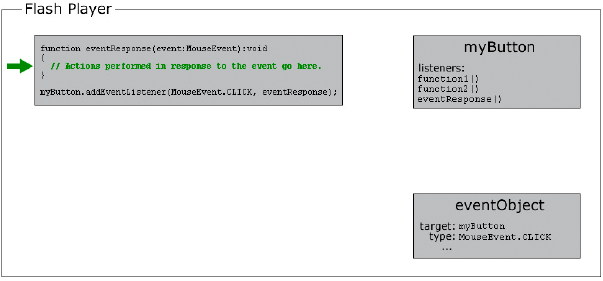 Flash Player
function eventResponse(event:MouseEvent):void
{
// Actions performed in response to the event go here.
}
myButton.addEventListener(MouseEvent.CLICK, eventResponse);
myButton
listeners:
function1()
function2()
eventResponse()
eventObject
target: myButton
type: MouseEvent.CLICK
...